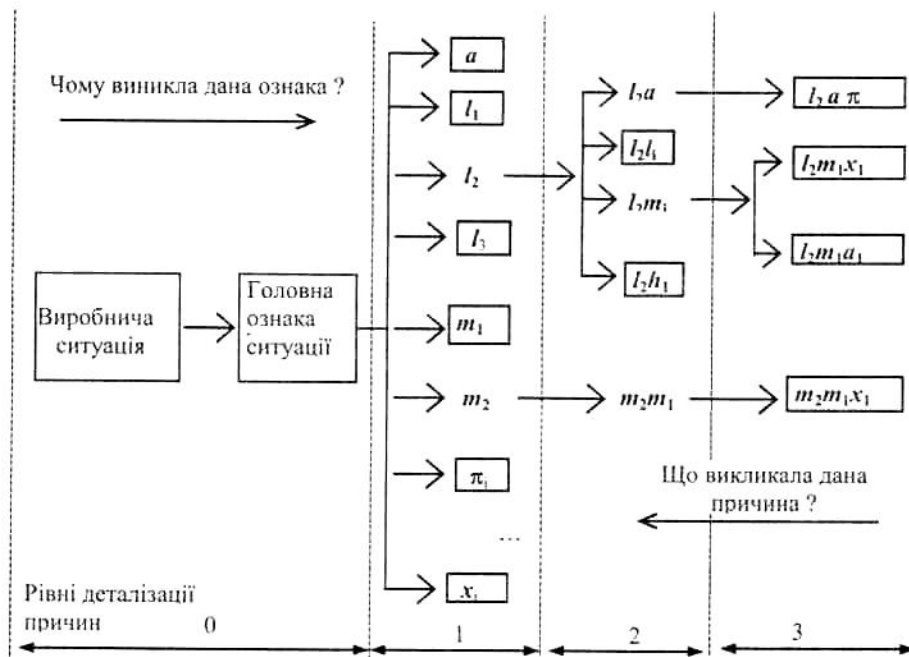 Чому виникла дана ознака ?
Виробнича
ситуація
Головна
ознака
ситуації
a
l₁
l₂
l₃
m₁
m₂
π₁
...
x₁
l₂a
l₂l₁
l₂m₁
l₂h₁
m₂m₁
l₂ a π
l₂m₁x₁
l₂m₁a₁
m₂m₁x₁
Що викликала дана
причина ?
Рівні деталізації
причин
0
1
2
3